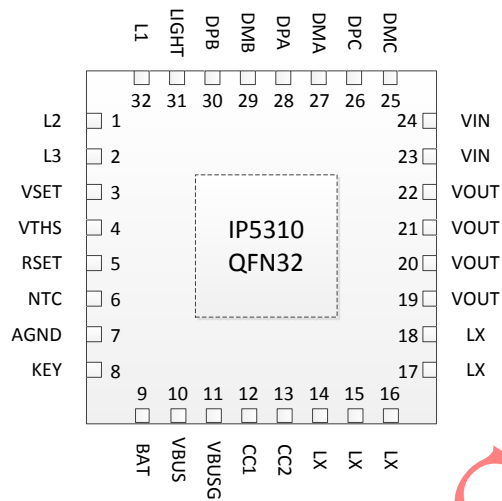 L1 LIGHT DPB DMB DPA DMA DPC DMC
32 31 30 29 28 27 26 25
L2 1
L3 2
VSET 3
VTHS 4
RSET 5
NTC 6
AGND 7
KEY 8
IP5310
QFN32
24 VIN
23 VIN
22 VOUT
21 VOUT
20 VOUT
19 VOUT
18 LX
17 LX
9 10 11 12 13 14 15 16
BAT VBUS VBUSG CC1 CC2 LX LX LX